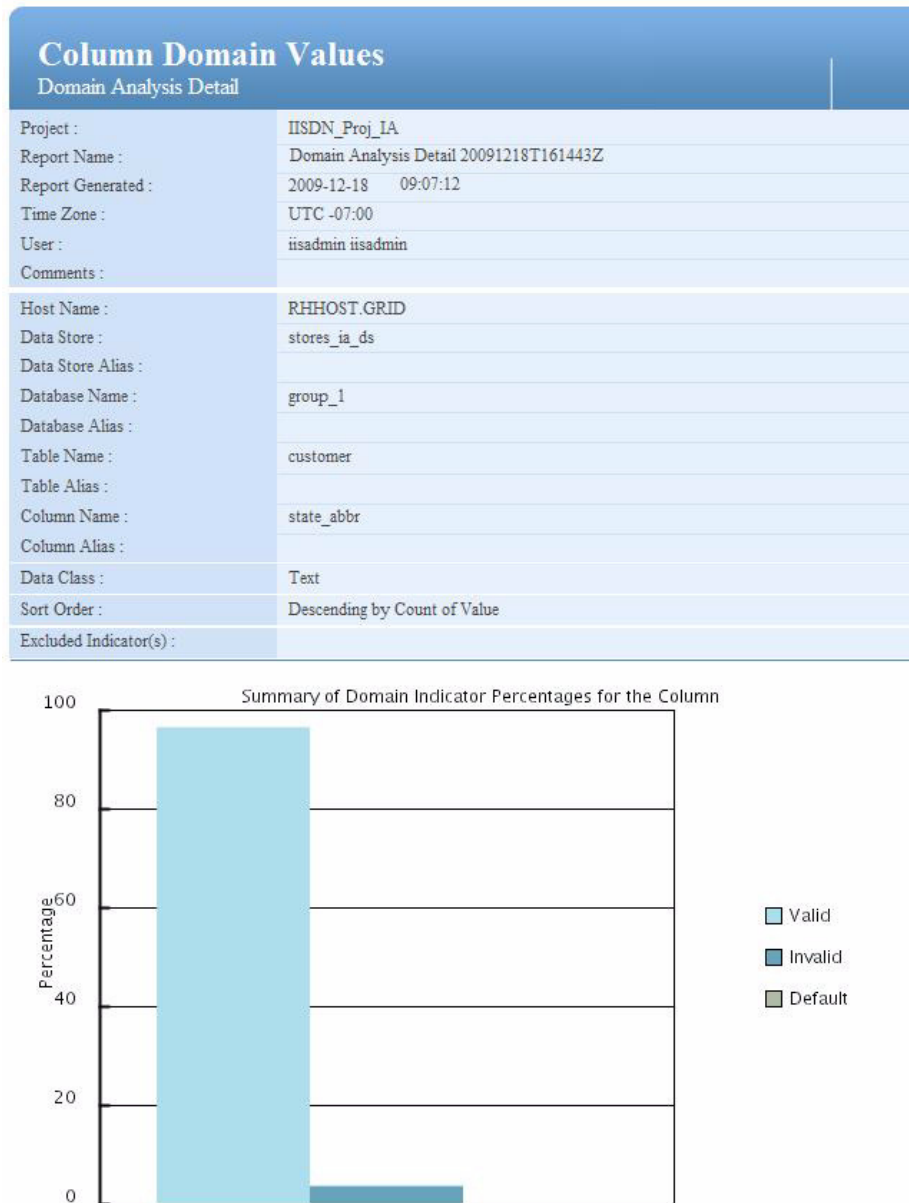 Column Domain Values
Domain Analysis Detail
Project : IISDN_Proj_IA
Report Name : Domain Analysis Detail 20091218T161443Z
Report Generated : 2009-12-18 09:07:12
Time Zone : UTC -07:00
User : iisadmin iisadmin
Comments :
Host Name : RHHOST.GRID
Data Store : stores_ia_ds
Data Store Alias :
Database Name : group_1
Database Alias :
Table Name : customer
Table Alias :
Column Name : state_abbr
Column Alias :
Data Class : Text
Sort Order : Descending by Count of Value
Excluded Indicator(s) :
Summary of Domain Indicator Percentages for the Column
100
80
60
40
20
0
Percentage
Valid
Invalid
Default